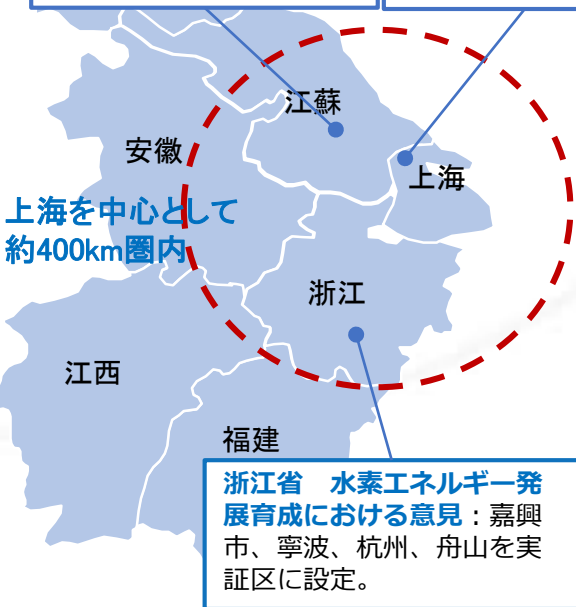 江蘇
安徽
上海
上海を中心として
約400km圏内
浙江
江西
福建
浙江省　水素エネルギー発
展育成における意見：嘉興
市、寧波、杭州、舟山を実
証区に設定。